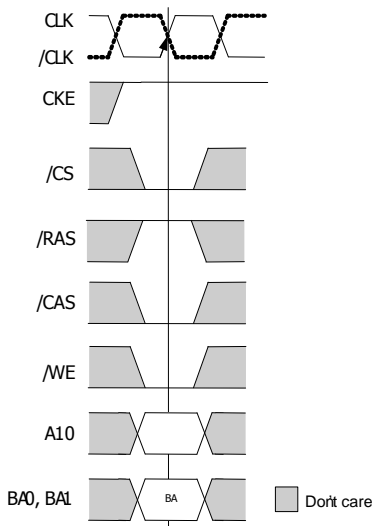 CLK
/CLK
CKE
/CS
/RAS
/CAS
/WE
A10
BA0, BA1
BA
Don't care